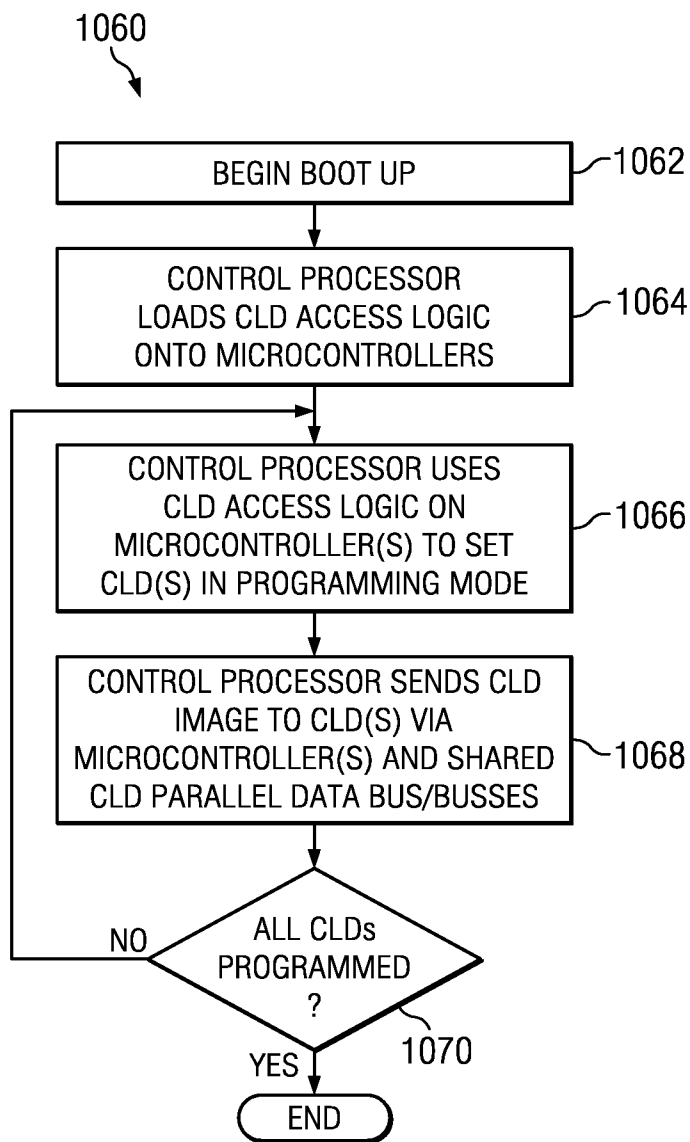 1060
BEGIN BOOT UP
1062
CONTROL PROCESSOR
LOADS CLD ACCESS LOGIC
ONTO MICROCONTROLLERS
1064
CONTROL PROCESSOR USES
CLD ACCESS LOGIC ON
MICROCONTROLLER(S) TO SET
CLD(S) IN PROGRAMMING MODE
1066
CONTROL PROCESSOR SENDS CLD
IMAGE TO CLD(S) VIA
MICROCONTROLLER(S) AND SHARED
CLD PARALLEL DATA BUS/BUSSES
1068
NO
ALL CLDs
PROGRAMMED
?
1070
YES
END